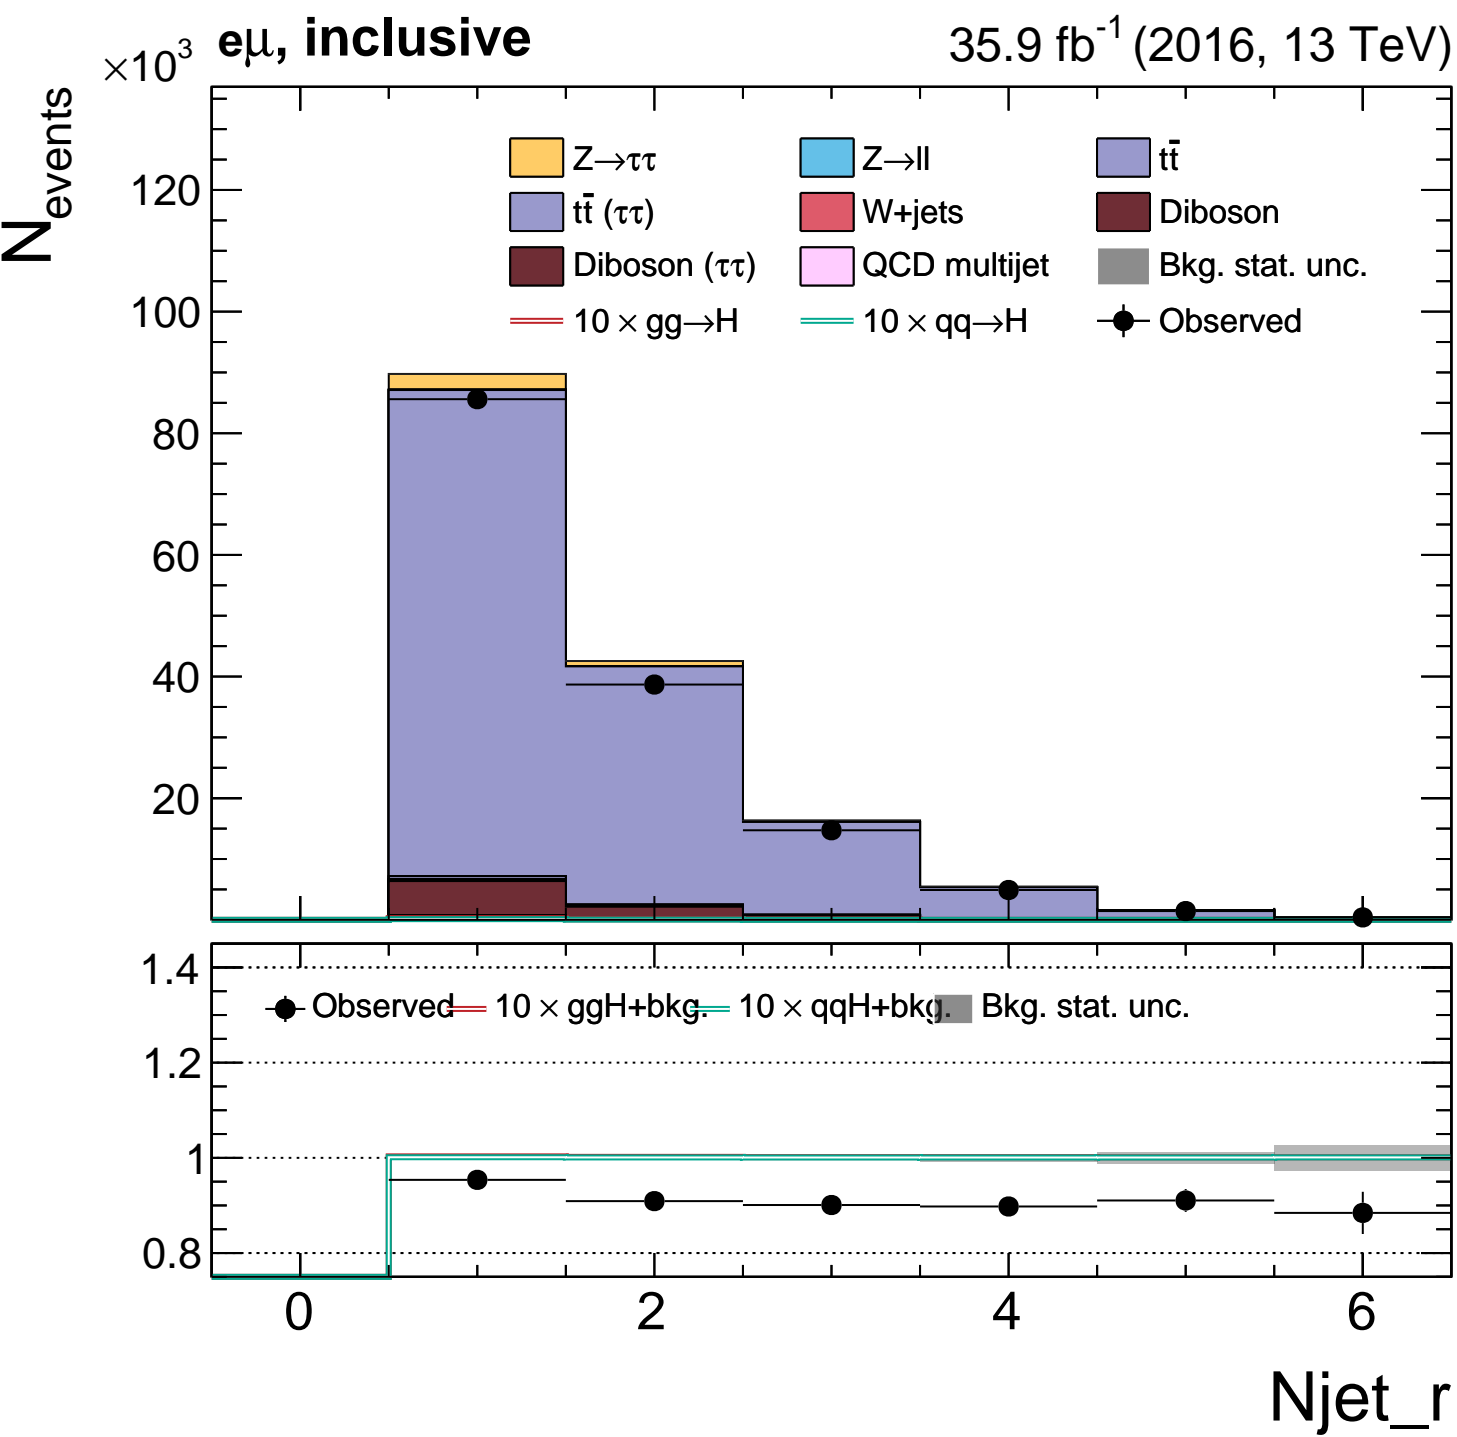 ×10³ eμ, inclusive 35.9 fb⁻¹ (2016, 13 TeV)
N_events
Z→ττ Z→ll tt̄
tt̄ (ττ) W+jets Diboson
Diboson (ττ) QCD multijet Bkg. stat. unc.
10 × gg→H 10 × qq→H Observed
120
100
80
60
40
20
Observed 10 × ggH+bkg. 10 × qqH+bkg. Bkg. stat. unc.
1.4
1.2
1
0.8
0 2 4 6
Njet_r